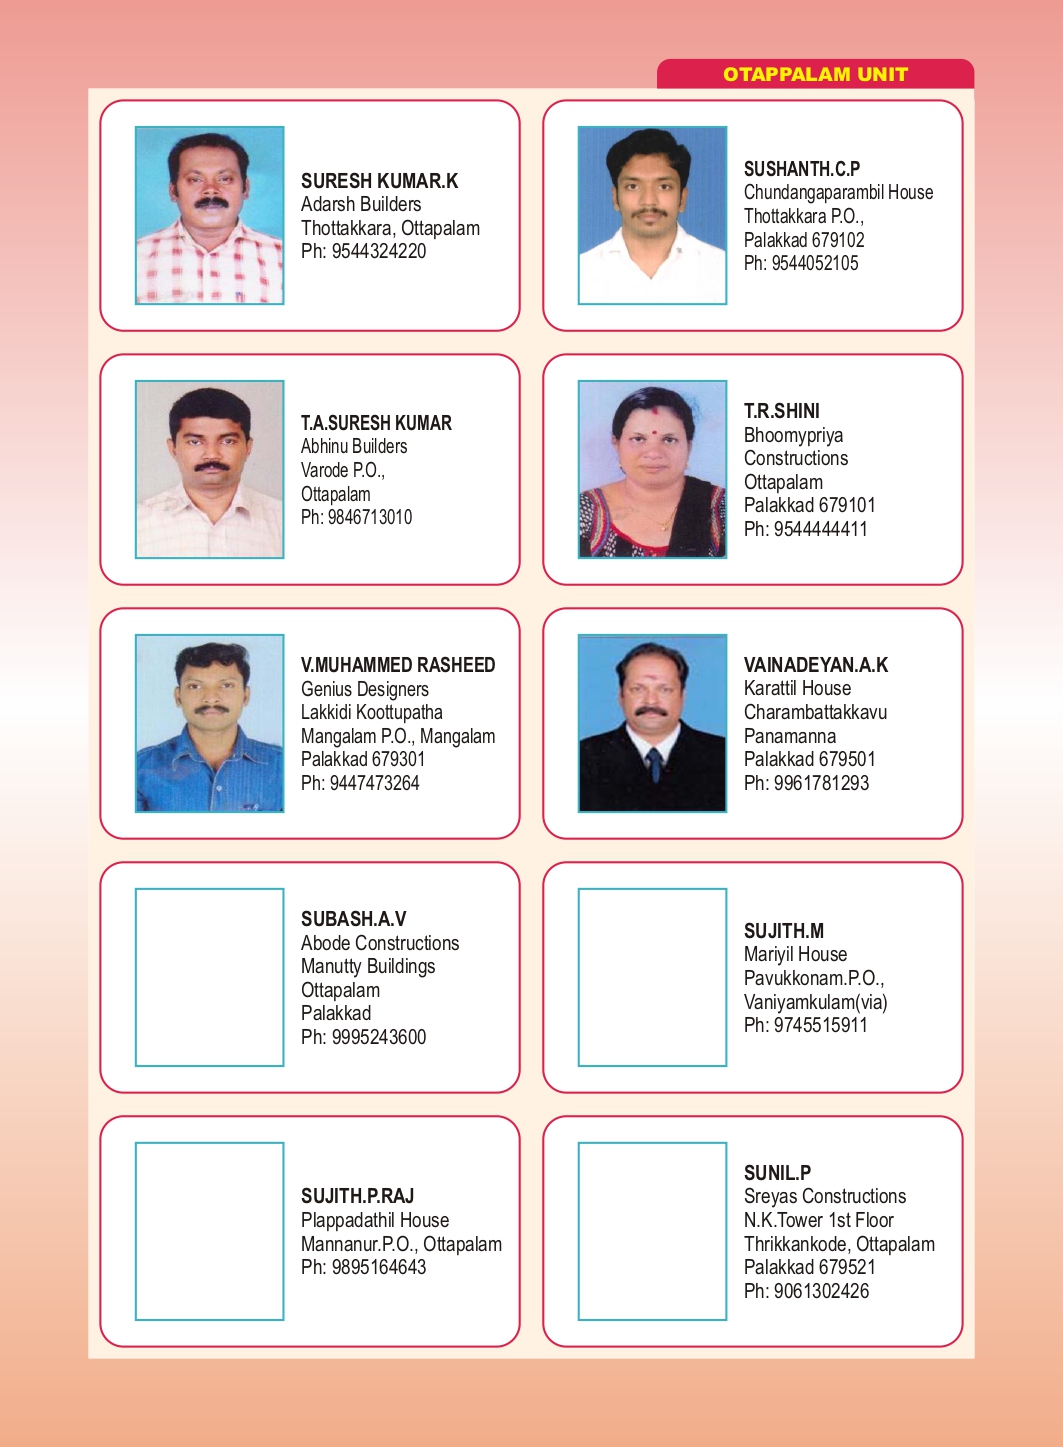 OTAPPALAM UNIT
SURESH KUMAR.K
Adarsh Builders
Thottakkara, Ottapalam
Ph: 9544324220
SUSHANTH.C.P
Chundangaparambil House
Thottakkara P.O.,
Palakkad 679102
Ph: 9544052105
T.A.SURESH KUMAR
Abhinu Builders
Varode P.O.,
Ottapalam
Ph: 9846713010
T.R.SHINI
Bhoomypriya
Constructions
Ottapalam
Palakkad 679101
Ph: 9544444411
V.MUHAMMED RASHEED
Genius Designers
Lakkidi Koottupatha
Mangalam P.O., Mangalam
Palakkad 679301
Ph: 9447473264
VAINADEYAN.A.K
Karattil House
Charambattakkavu
Panamanna
Palakkad 679501
Ph: 9961781293
SUBASH.A.V
Abode Constructions
Manutty Buildings
Ottapalam
Palakkad
Ph: 9995243600
SUJITH.M
Mariyil House
Pavukkonam.P.O.,
Vaniyamkulam(via)
Ph: 9745515911
SUJITH.P.RAJ
Plappadathil House
Mannanur.P.O., Ottapalam
Ph: 9895164643
SUNIL.P
Sreyas Constructions
N.K.Tower 1st Floor
Thrikkankode, Ottapalam
Palakkad 679521
Ph: 9061302426